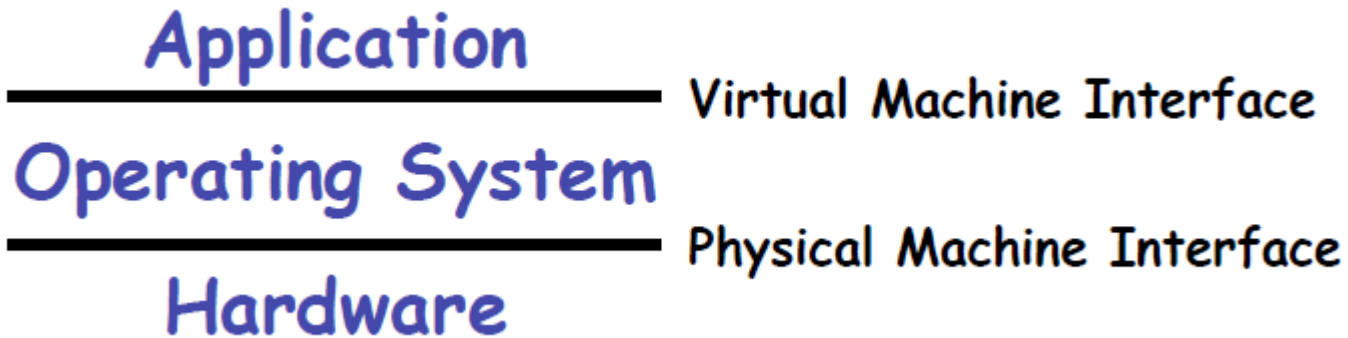 Application
Virtual Machine Interface
Operating System
Physical Machine Interface
Hardware